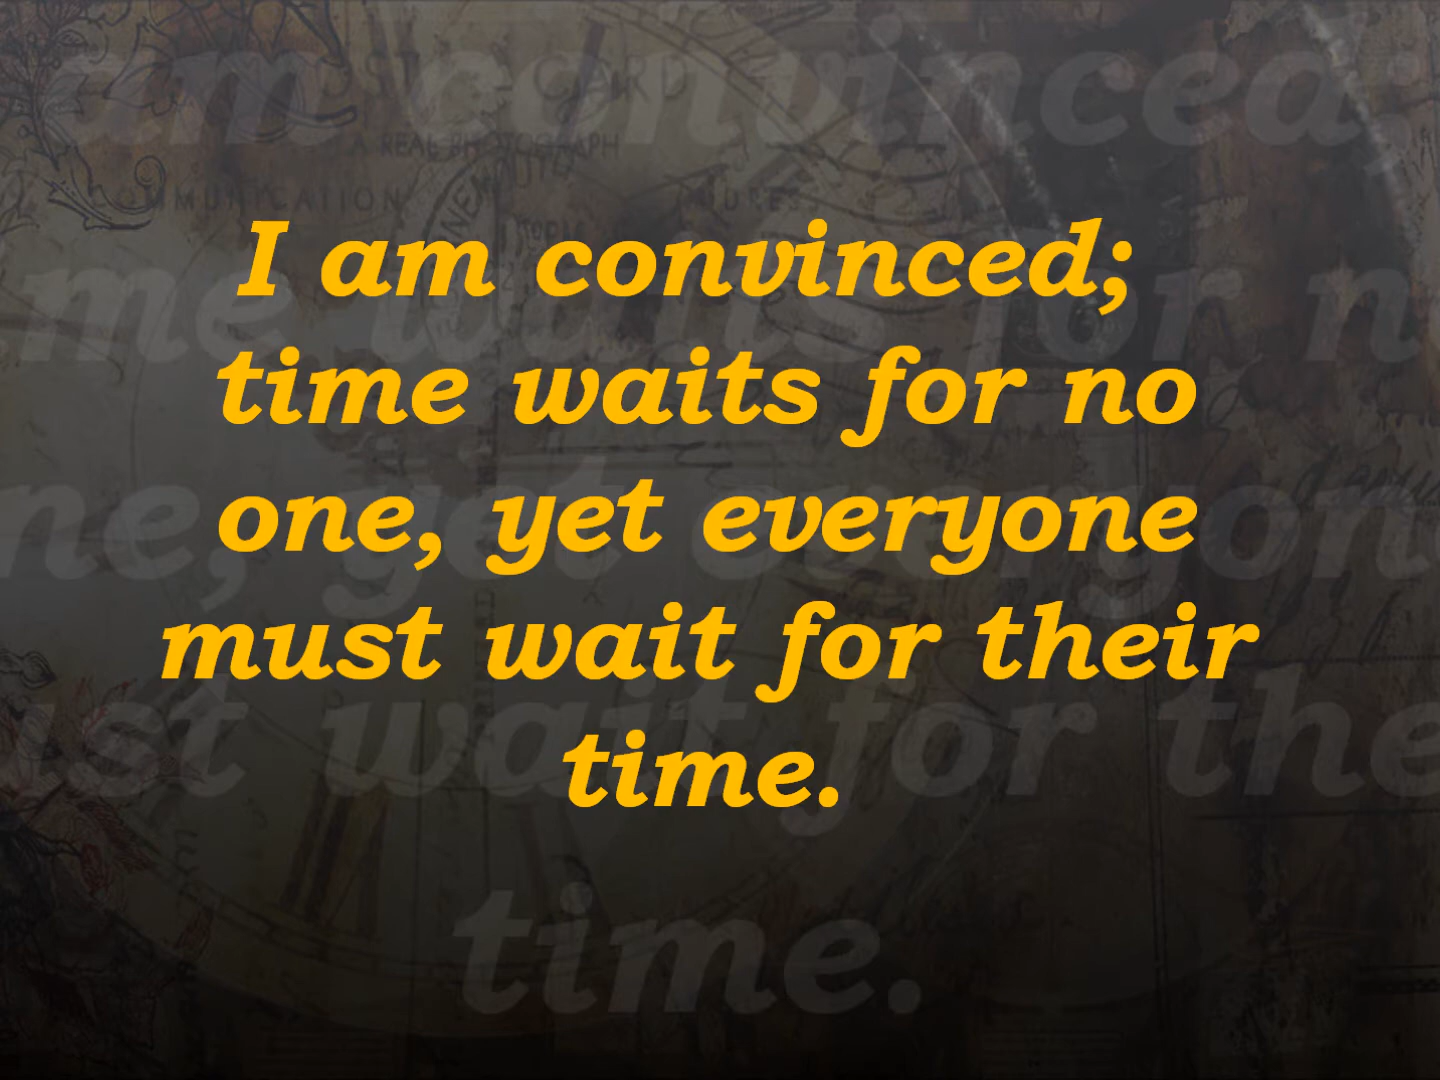 I am convinced;
time waits for no
one, yet everyone
must wait for their
time.